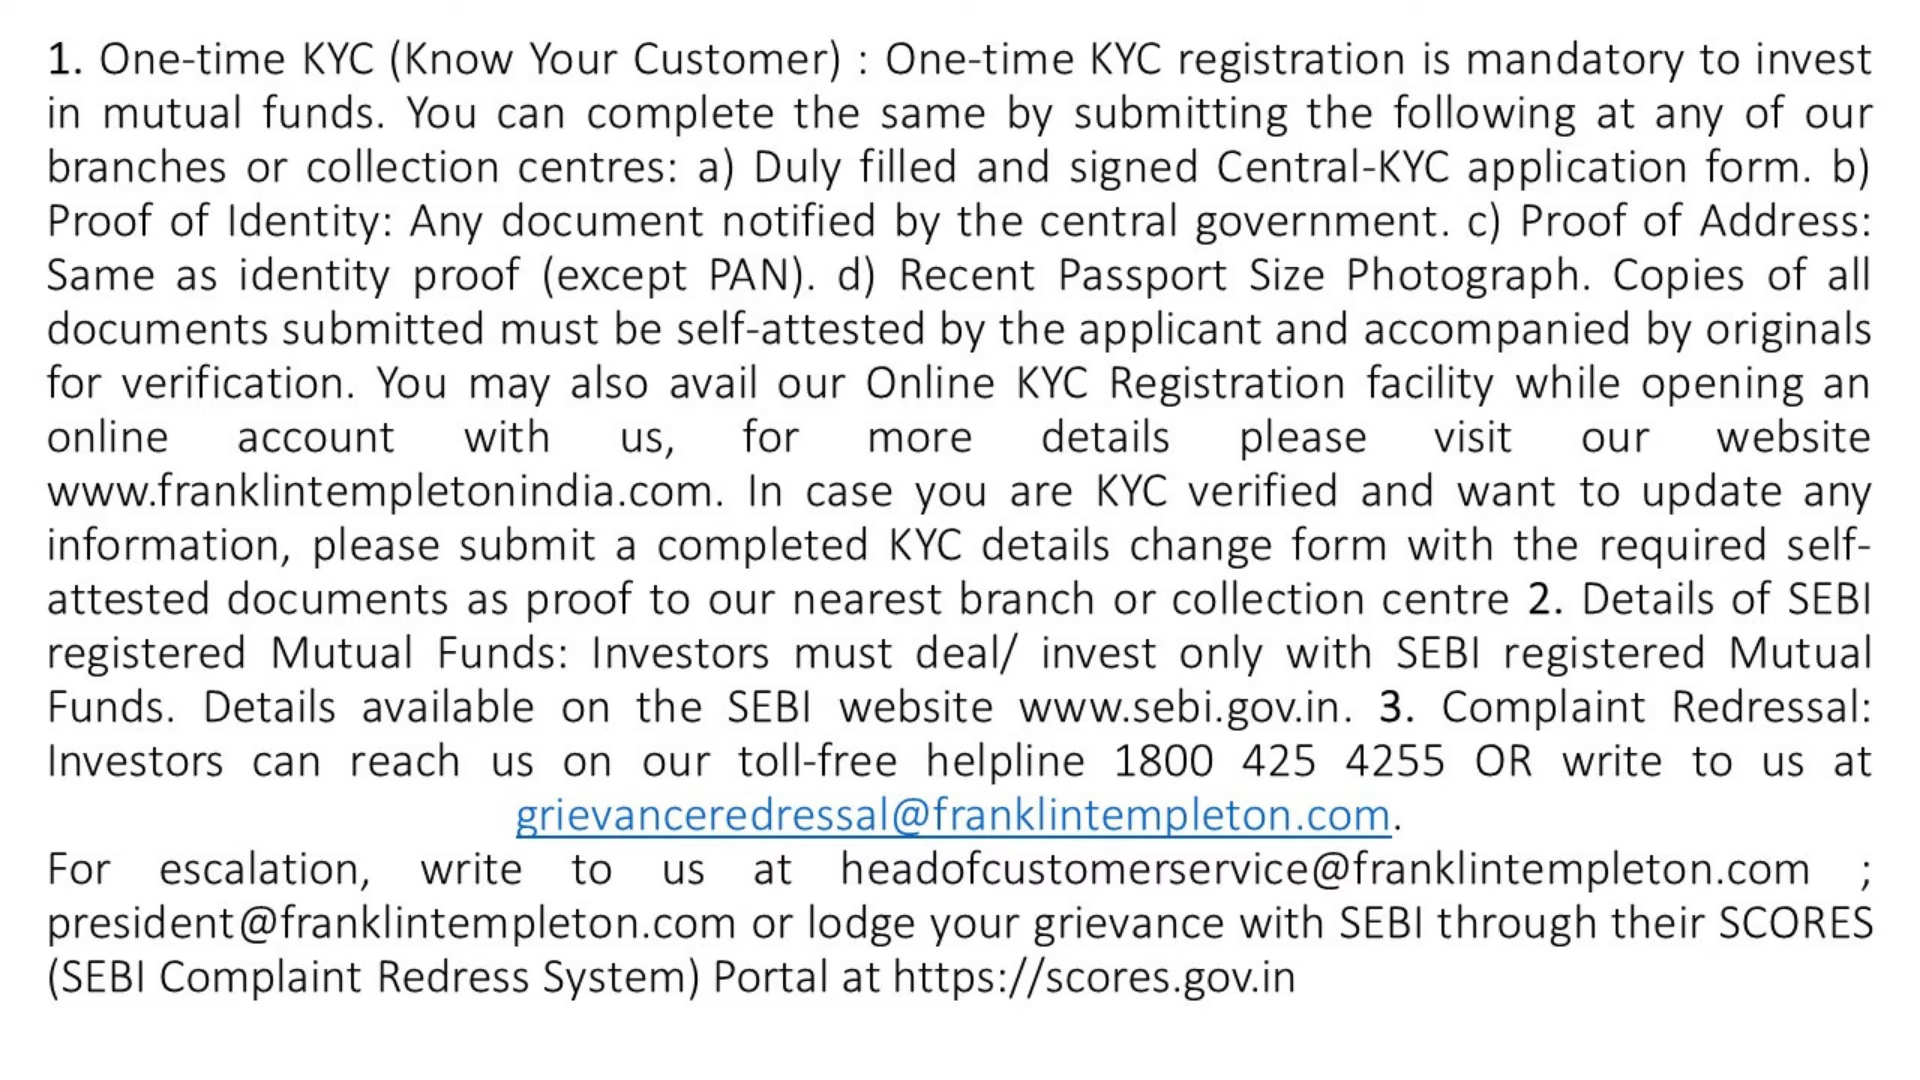 1. One-time KYC (Know Your Customer) : One-time KYC registration is mandatory to invest
in mutual funds. You can complete the same by submitting the following at any of our
branches or collection centres: a) Duly filled and signed Central-KYC application form. b)
Proof of Identity: Any document notified by the central government. c) Proof of Address:
Same as identity proof (except PAN). d) Recent Passport Size Photograph. Copies of all
documents submitted must be self-attested by the applicant and accompanied by originals
for verification. You may also avail our Online KYC Registration facility while opening an
online account with us, for more details please visit our website
www.franklintempletonindia.com. In case you are KYC verified and want to update any
information, please submit a completed KYC details change form with the required self-
attested documents as proof to our nearest branch or collection centre 2. Details of SEBI
registered Mutual Funds: Investors must deal/ invest only with SEBI registered Mutual
Funds. Details available on the SEBI website www.sebi.gov.in. 3. Complaint Redressal:
Investors can reach us on our toll-free helpline 1800 425 4255 OR write to us at
grievanceredressal@franklintempleton.com.
For escalation, write to us at headofcustomerservice@franklintempleton.com ;
president@franklintempleton.com or lodge your grievance with SEBI through their SCORES
(SEBI Complaint Redress System) Portal at https://scores.gov.in